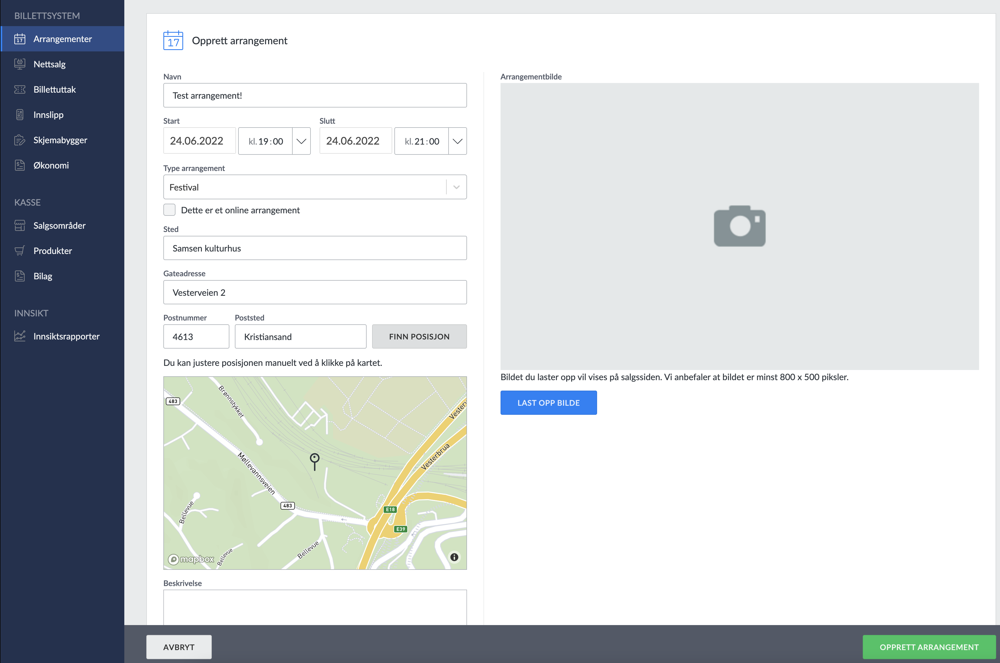 BILLETTSYSTEM
17 Arrangementer
Nettsalg
Billettuttak
Innslipp
Skjemabygger
Økonomi
KASSE
Salgsområder
Produkter
Bilag
INNSIKT
Innsiktsrapporter
17 Opprett arrangement
Navn
Test arrangement!
Start
Slutt
24.06.2022 kl. 19:00
24.06.2022 kl. 21:00
Type arrangement
Festival
Dette er et online arrangement
Sted
Samsen kulturhus
Gateadresse
Vesterveien 2
Postnummer
Poststed
4613
Kristiansand
FINN POSISJON
Du kan justere posisjonen manuelt ved å klikke på kartet.
483
Brønnstykket
Vesterv
Vesterbrua
Møllevannsveien
483
Bellevue
E18
E39
Bellevue
Bellevue
mapbox
Beskrivelse
Arrangementbilde
Bildet du laster opp vil vises på salgssiden. Vi anbefaler at bildet er minst 800 x 500 piksler.
LAST OPP BILDE
AVBRYT
OPPRETT ARRANGEMENT